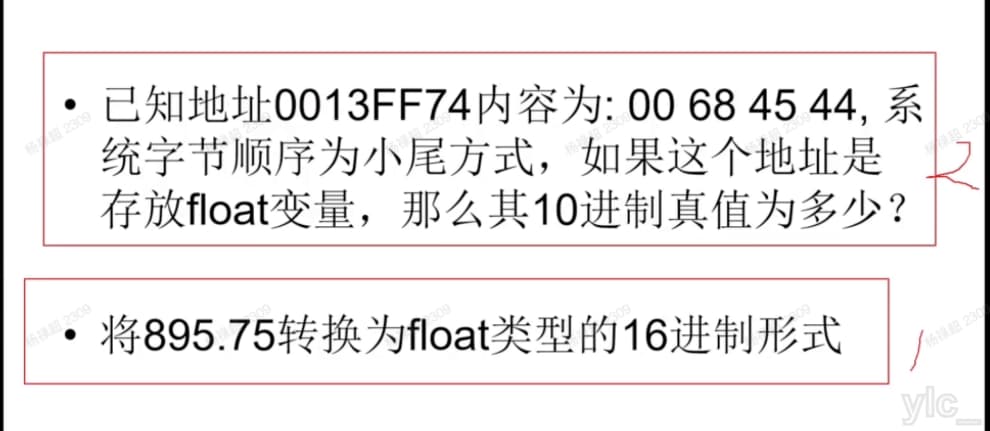 • 已知地址0013FF74内容为: 00 68 45 44, 系
统字节顺序为小尾方式，如果这个地址是
存放float变量，那么其10进制真值为多少？
2
• 将895.75转换为float类型的16进制形式
1
杨禄超 2309
ylc_